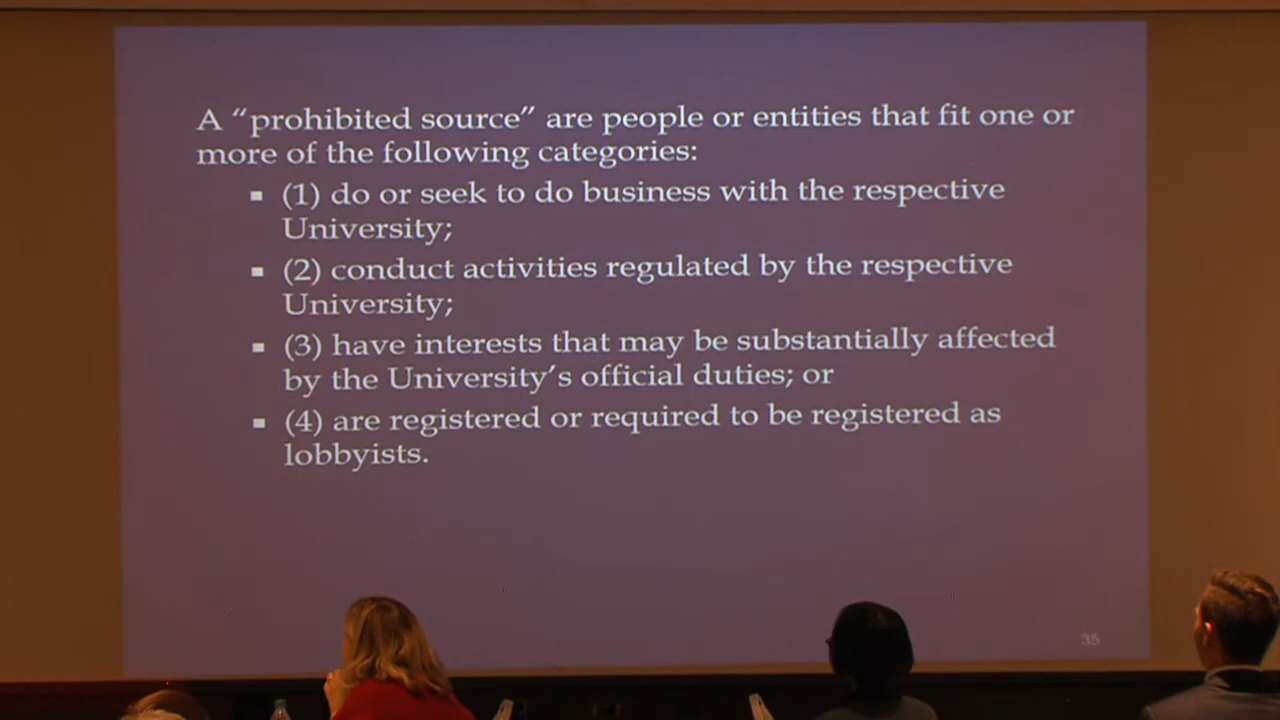 A “prohibited source” are people or entities that fit one or
more of the following categories:
▪ (1) do or seek to do business with the respective
University;
▪ (2) conduct activities regulated by the respective
University;
▪ (3) have interests that may be substantially affected
by the University’s official duties; or
▪ (4) are registered or required to be registered as
lobbyists.
35